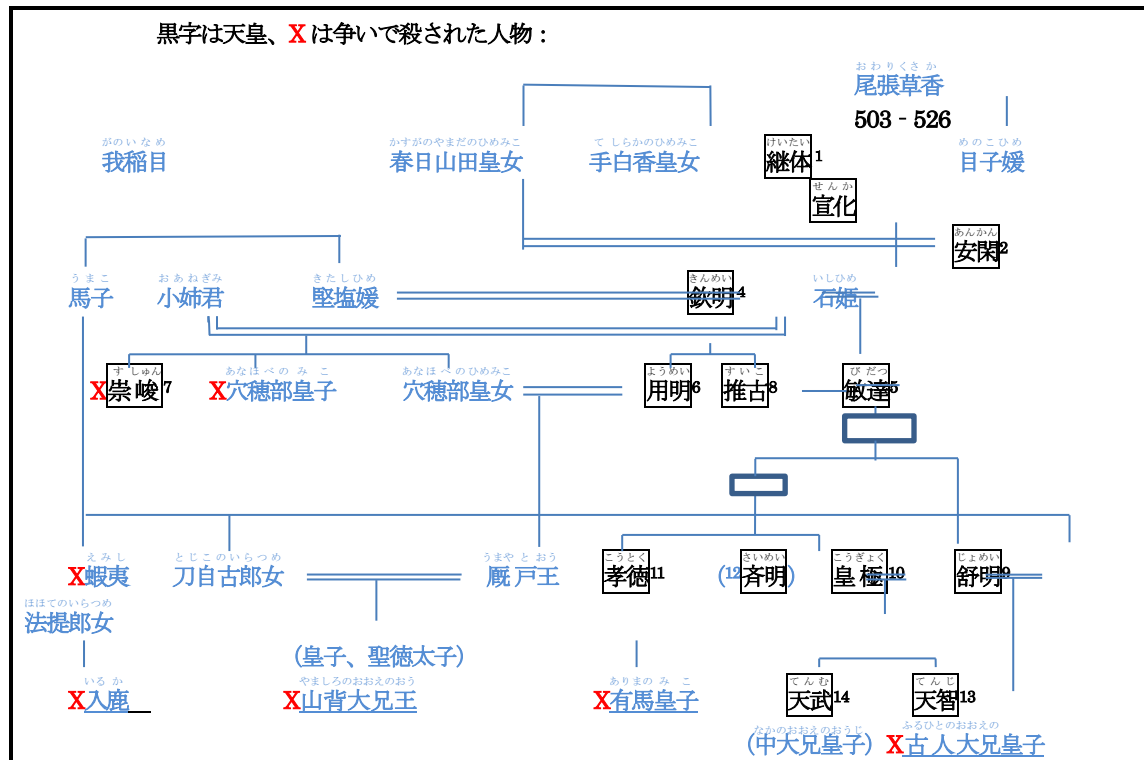 黒字は天皇、X は争いで殺された人物：
おわりくさか
尾張草香
503 - 526
がのいなめ かすがのやまだのひめみこ てしらかのひめみこ けいたい めのこひめ
我稲目 春日山田皇女 手白香皇女 継体1 目子媛
せんか
宣化
あんかん
安閑2
うまこ おあねぎみ きたしひめ きんめい いしひめ
馬子 小姉君 堅塩媛 欽明4 石姫
すしゅん あなほべのみこ あなほべのひめみこ ようめい すいこ びだつ
X崇峻7 X穴穂部皇子 穴穂部皇女 用明6 推古8 敏達5
えみし とじこのいらつめ うまやとおう こうとく さいめい こうぎょく じょめい
X蝦夷 刀自古郎女 厩戸王 孝徳11 （12斉明） 皇極10 舒明9
ほほてのいらつめ
法提郎女
（皇子、聖徳太子）
いるか やましろのおおえのおう ありまのみこ てんむ てんじ
X入鹿 X山背大兄王 X有馬皇子 天武14 天智13
なかのおおえのおうじ ふるひとのおおえの
（中大兄皇子） X古人大兄皇子